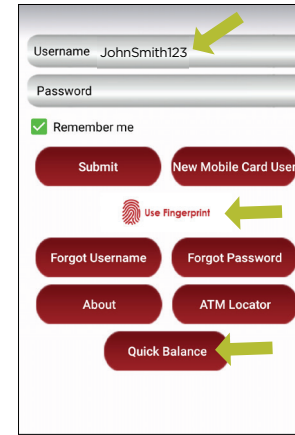 Username JohnSmith123
Password
Remember me
Submit New Mobile Card User
Use Fingerprint
Forgot Username Forgot Password
About ATM Locator
Quick Balance